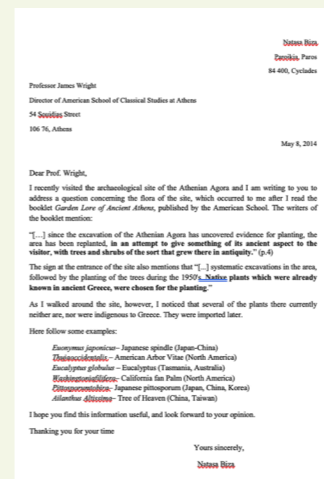 Natasa Biza
Paroikia, Paros
84 400, Cyclades
Professor James Wright
Director of American School of Classical Studies at Athens
54 Souidias Street
106 76, Athens
May 8, 2014
Dear Prof. Wright,
I recently visited the archaeological site of the Athenian Agora and I am writing to you to
address a question concerning the flora of the site, which occurred to me after I read the
booklet Garden Lore of Ancient Athens, published by the American School. The writers of
the booklet mention:
“[…] since the excavation of the Agora has uncovered evidence for planting, the
area has been replanted, in an attempt to give something of its ancient aspect to the
visitor, with trees and shrubs of the sort that grew there in antiquity.” (p.4)
The sign at the entrance of the site also mentions that “[...] systematic excavations in the area,
followed by the planting of the trees during the 1950’s. Native plants which were already
known in ancient Greece, were chosen for the planting.”
As I walked around the site, however, I noticed that several of the plants there currently
neither are, nor were indigenous to Greece. They were imported later.
Here follow some examples:
Euonymus japonicus– Japanese spindle (Japan-China)
Thujaoccidentalis – American Arbor Vitae (North America)
Eucalyptus globulus – Eucalyptus (Tasmania, Australia)
Washingtoniafilifera– California fan Palm (North America)
Pittosporumtobira– Japanese pittosporum (Japan, China, Korea)
Ailanthus Altissima– Tree of Heaven (China, Taiwan)
I hope you find this information useful, and look forward to your opinion.
Thanking you for your time
Yours sincerely,
Natasa Biza